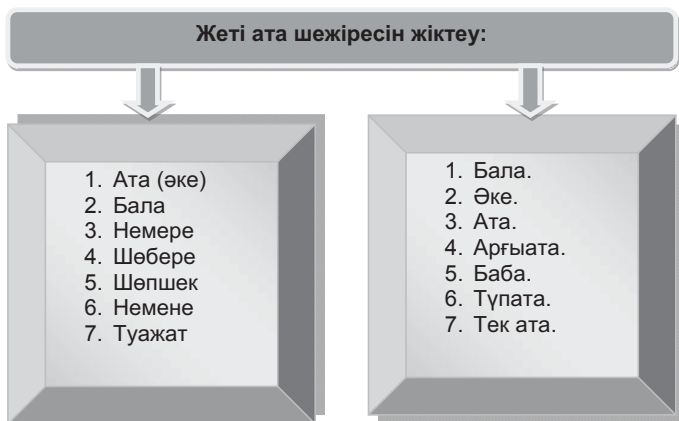 Жеті ата шежіресін жіктеу:
1. Ата (әке)
2. Бала
3. Немере
4. Шөбере
5. Шөпшек
6. Немене
7. Туажат
1. Бала.
2. Әке.
3. Ата.
4. Арғыата.
5. Баба.
6. Түпата.
7. Тек ата.